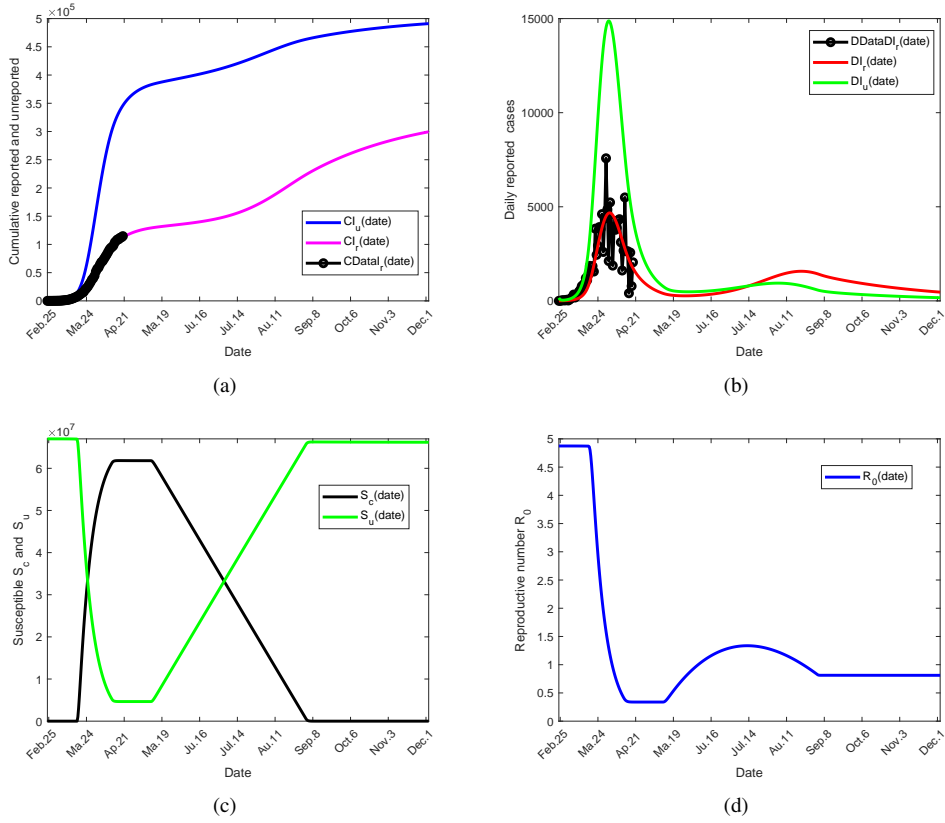 ×10^5
5
4.5
4
3.5
3
2.5
2
1.5
1
0.5
0
Cumulative reported and unreported
CI_u(date)
CI_r(date)
CDataI_r(date)
Feb.25 Ma.24 Ap.21 Ma.19 Ju.16 Jul.14 Au.11 Sep.8 Oct.6 Nov.3 Dec.1
Date
(a)
15000
10000
5000
0
Daily reported cases
DDataDI_r(date)
DI_r(date)
DI_u(date)
Feb.25 Ma.24 Ap.21 Ma.19 Ju.16 Jul.14 Au.11 Sep.8 Oct.6 Nov.3 Dec.1
Date
(b)
×10^7
6
5
4
3
2
1
0
Susceptible S_c and S_u
S_c(date)
S_u(date)
Feb.25 Ma.24 Ap.21 Ma.19 Ju.16 Jul.14 Au.11 Sep.8 Oct.6 Nov.3 Dec.1
Date
(c)
5
4.5
4
3.5
3
2.5
2
1.5
1
0.5
0
Reproductive number R_0
R_0(date)
Feb.25 Ma.24 Ap.21 Ma.19 Ju.16 Jul.14 Au.11 Sep.8 Oct.6 Nov.3 Dec.1
Date
(d)